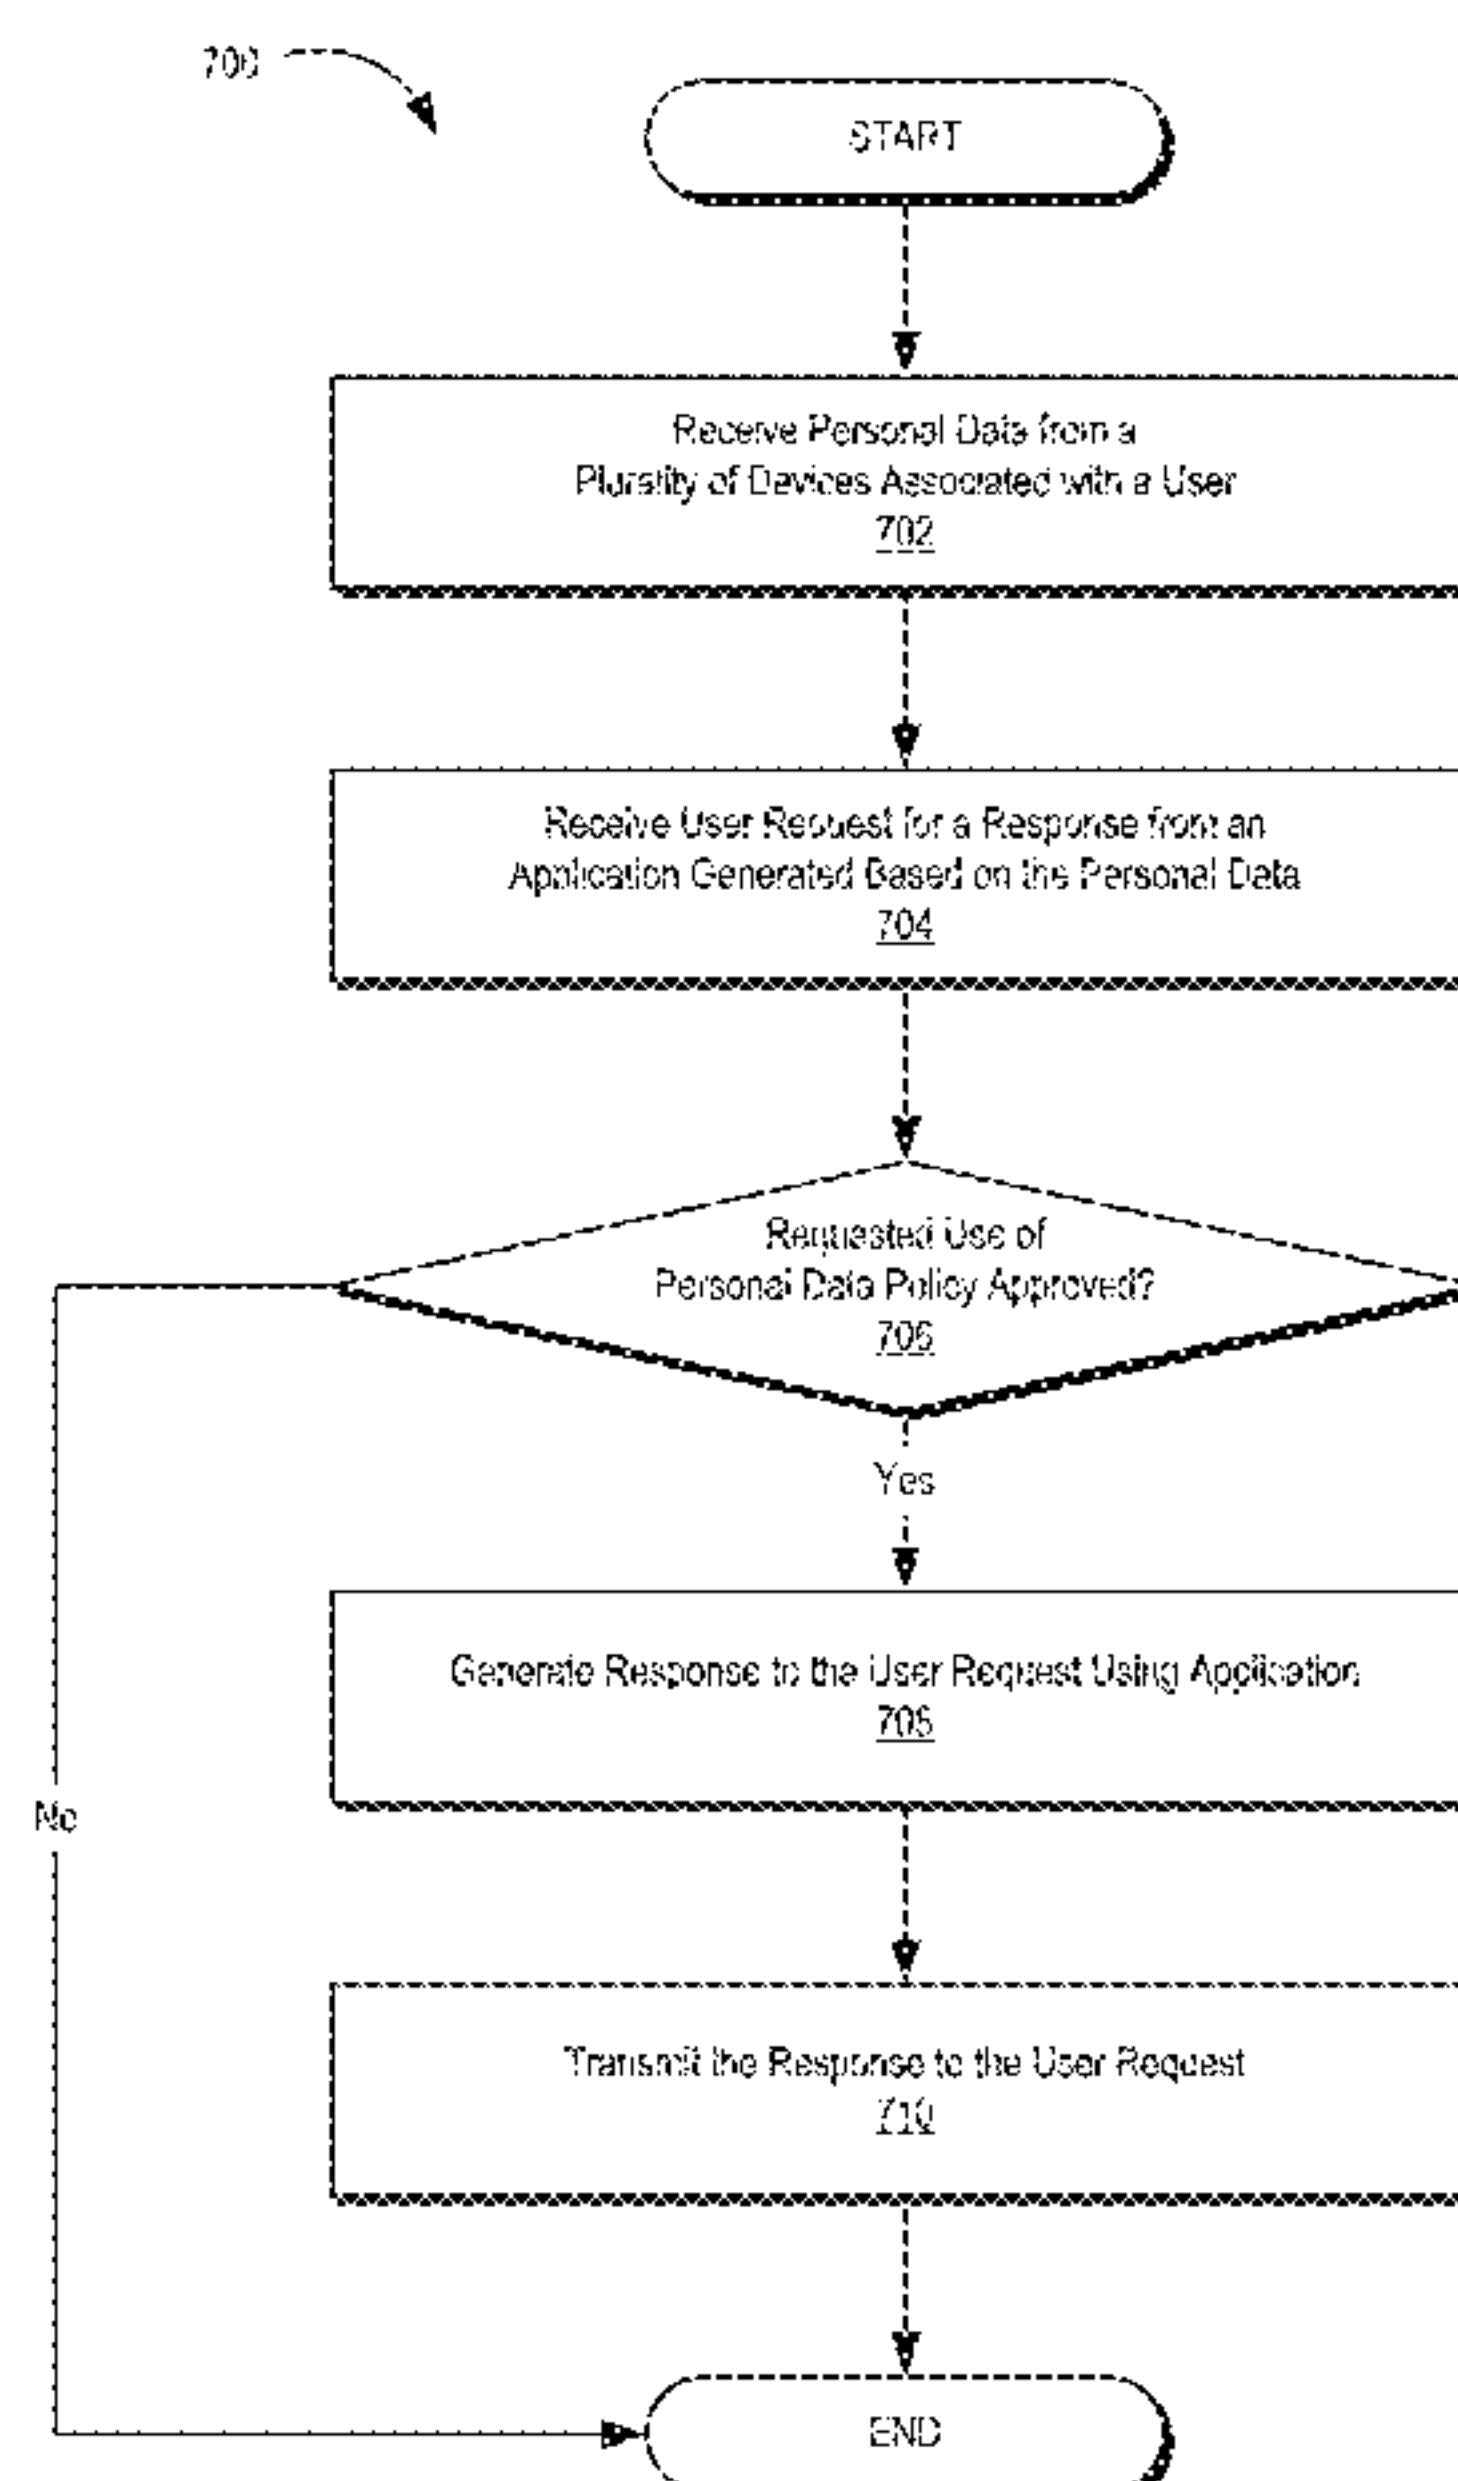 700
START
Receive Personal Data from a
Plurality of Devices Associated with a User
702
Receive User Request for a Response from an
Application Generated Based on the Personal Data
704
Requested Use of
Personal Data Policy Approved?
706
Yes
Generate Response to the User Request Using Application
708
No
Transmit the Response to the User Request
710
END